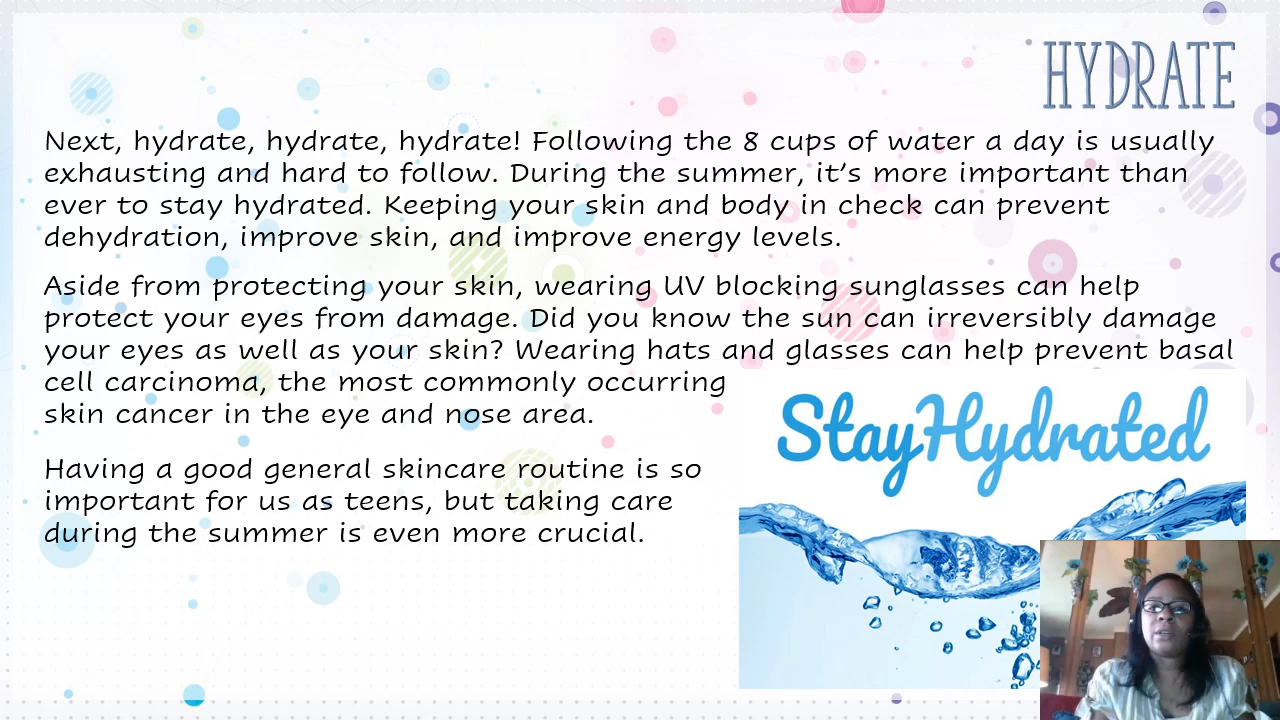 HYDRATE
Next, hydrate, hydrate, hydrate! Following the 8 cups of water a day is usually
exhausting and hard to follow. During the summer, it’s more important than
ever to stay hydrated. Keeping your skin and body in check can prevent
dehydration, improve skin, and improve energy levels.
Aside from protecting your skin, wearing UV blocking sunglasses can help
protect your eyes from damage. Did you know the sun can irreversibly damage
your eyes as well as your skin? Wearing hats and glasses can help prevent basal
cell carcinoma, the most commonly occurring
skin cancer in the eye and nose area.
Having a good general skincare routine is so
important for us as teens, but taking care
during the summer is even more crucial.
StayHydrated